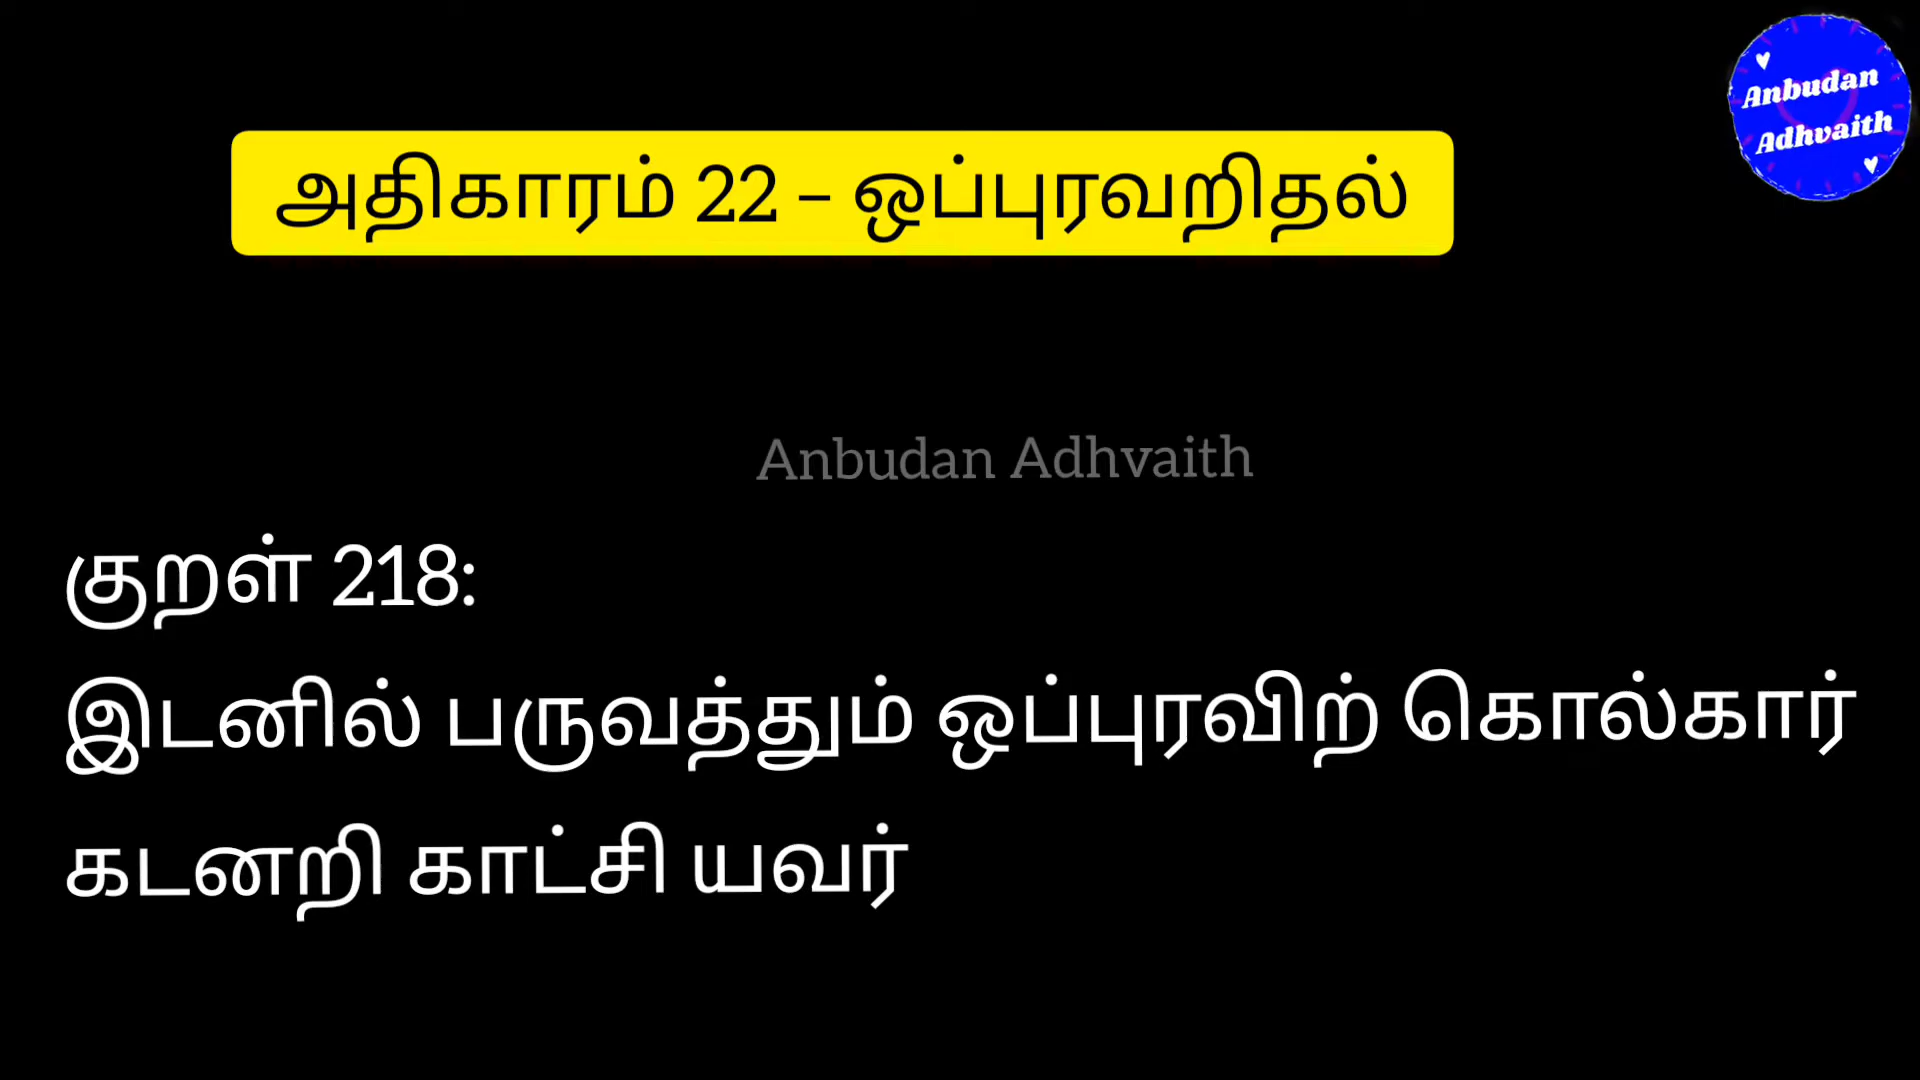 Anbudan
Adhvaith
அதிகாரம் 22 – ஒப்புரவறிதல்
Anbudan Adhvaith
குறள் 218:
இடனில் பருவத்தும் ஒப்புரவிற் கொல்கார்
கடனறி காட்சி யவர்